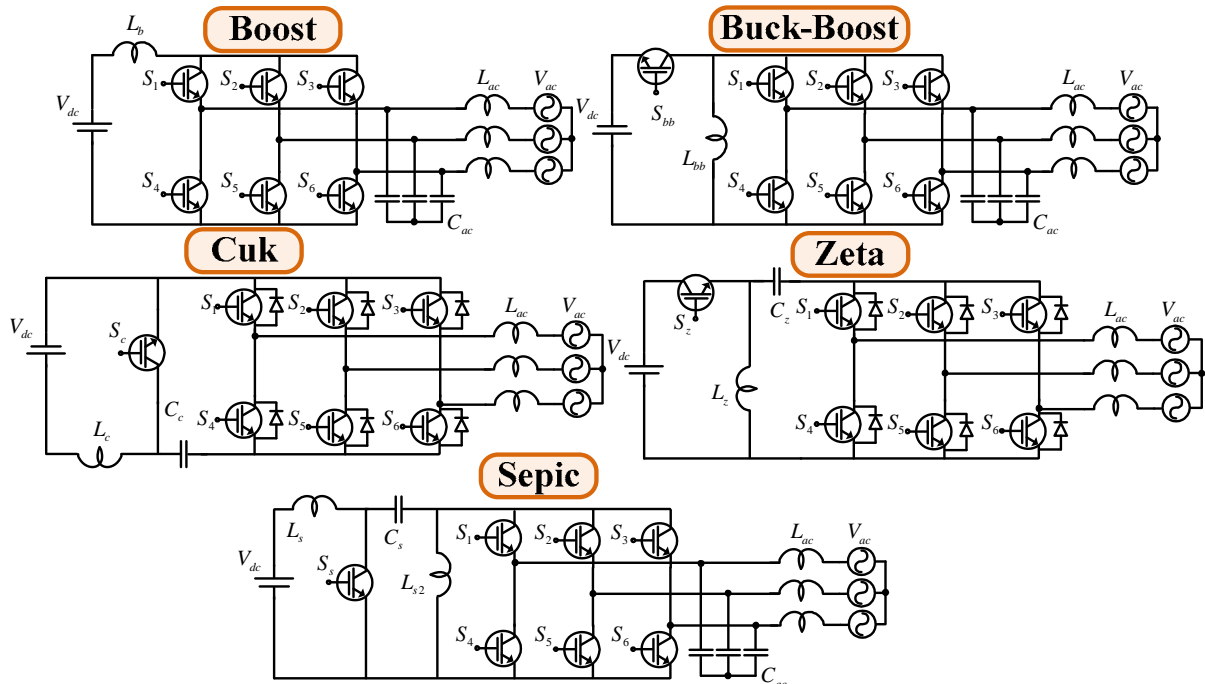 Boost
L_b
S_1
S_2
S_3
V_dc
L_ac
V_ac
S_4
S_5
S_6
C_ac
Buck-Boost
S_bb
V_dc
L_bb
S_1
S_2
S_3
L_ac
V_ac
S_4
S_5
S_6
C_ac
Cuk
V_dc
S_c
L_c
C_c
S_1
S_2
S_3
L_ac
V_ac
S_4
S_5
S_6
Zeta
V_dc
S_z
L_z
C_z
S_1
S_2
S_3
L_ac
V_ac
S_4
S_5
S_6
Sepic
L_s
V_dc
S_s
C_s
L_s2
S_1
S_2
S_3
L_ac
V_ac
S_4
S_5
S_6